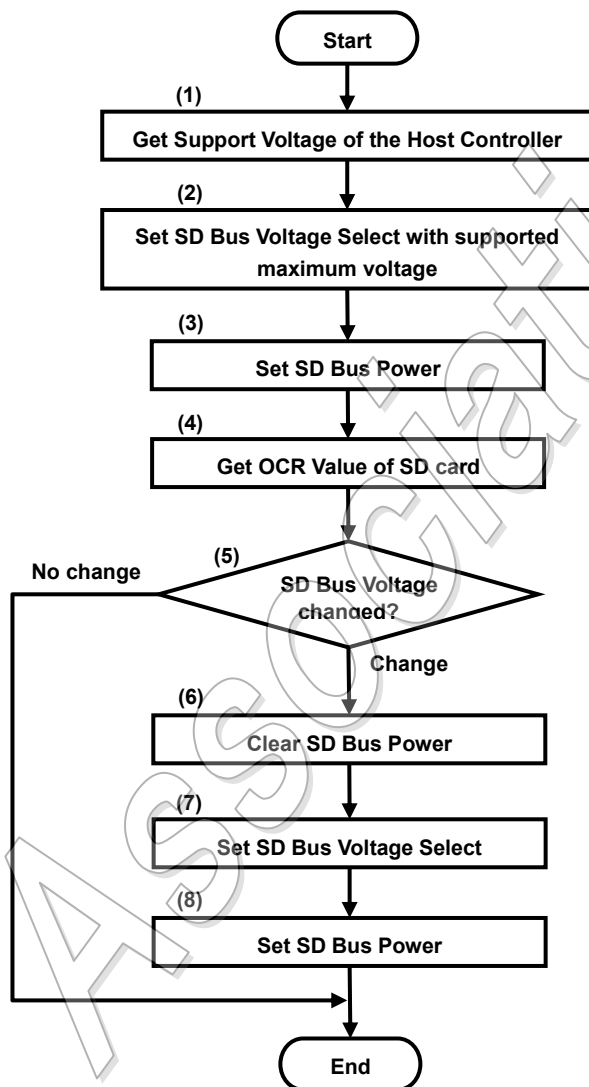 Start
(1)
Get Support Voltage of the Host Controller
(2)
Set SD Bus Voltage Select with supported
maximum voltage
(3)
Set SD Bus Power
(4)
Get OCR Value of SD card
(5)
No change
SD Bus Voltage
changed?
Change
(6)
Clear SD Bus Power
(7)
Set SD Bus Voltage Select
(8)
Set SD Bus Power
End
Associati